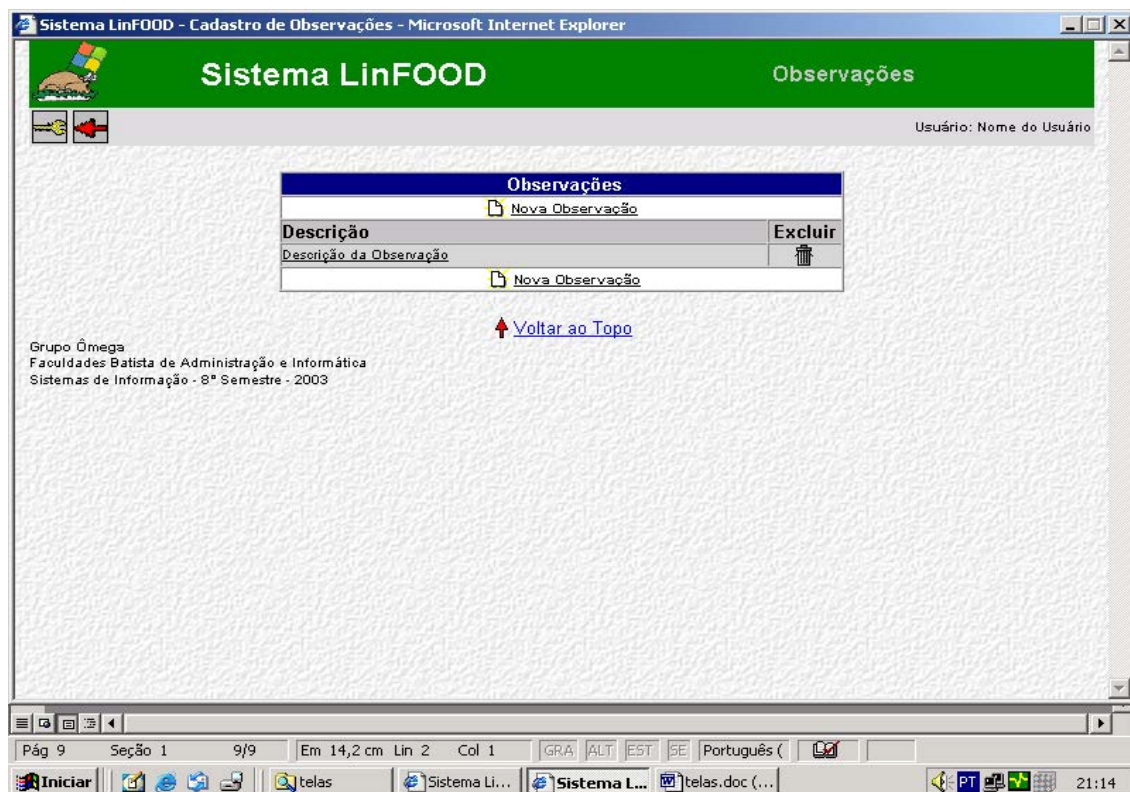 Sistema LinFOOD - Cadastro de Observações - Microsoft Internet Explorer
Sistema LinFOOD
Observações
Usuário: Nome do Usuário
Observações
Nova Observação
Descrição Excluir
Descrição da Observação
Nova Observação
Voltar ao Topo
Grupo Ômega
Faculdades Batista de Administração e Informática
Sistemas de Informação - 8º Semestre - 2003
Pág 9 Seção 1 9/9 Em 14,2 cm Lin 2 Col 1 GRA ALT EST SE Português (
Iniciar telas Sistema Li... Sistema L... telas.doc (... PT 21:14